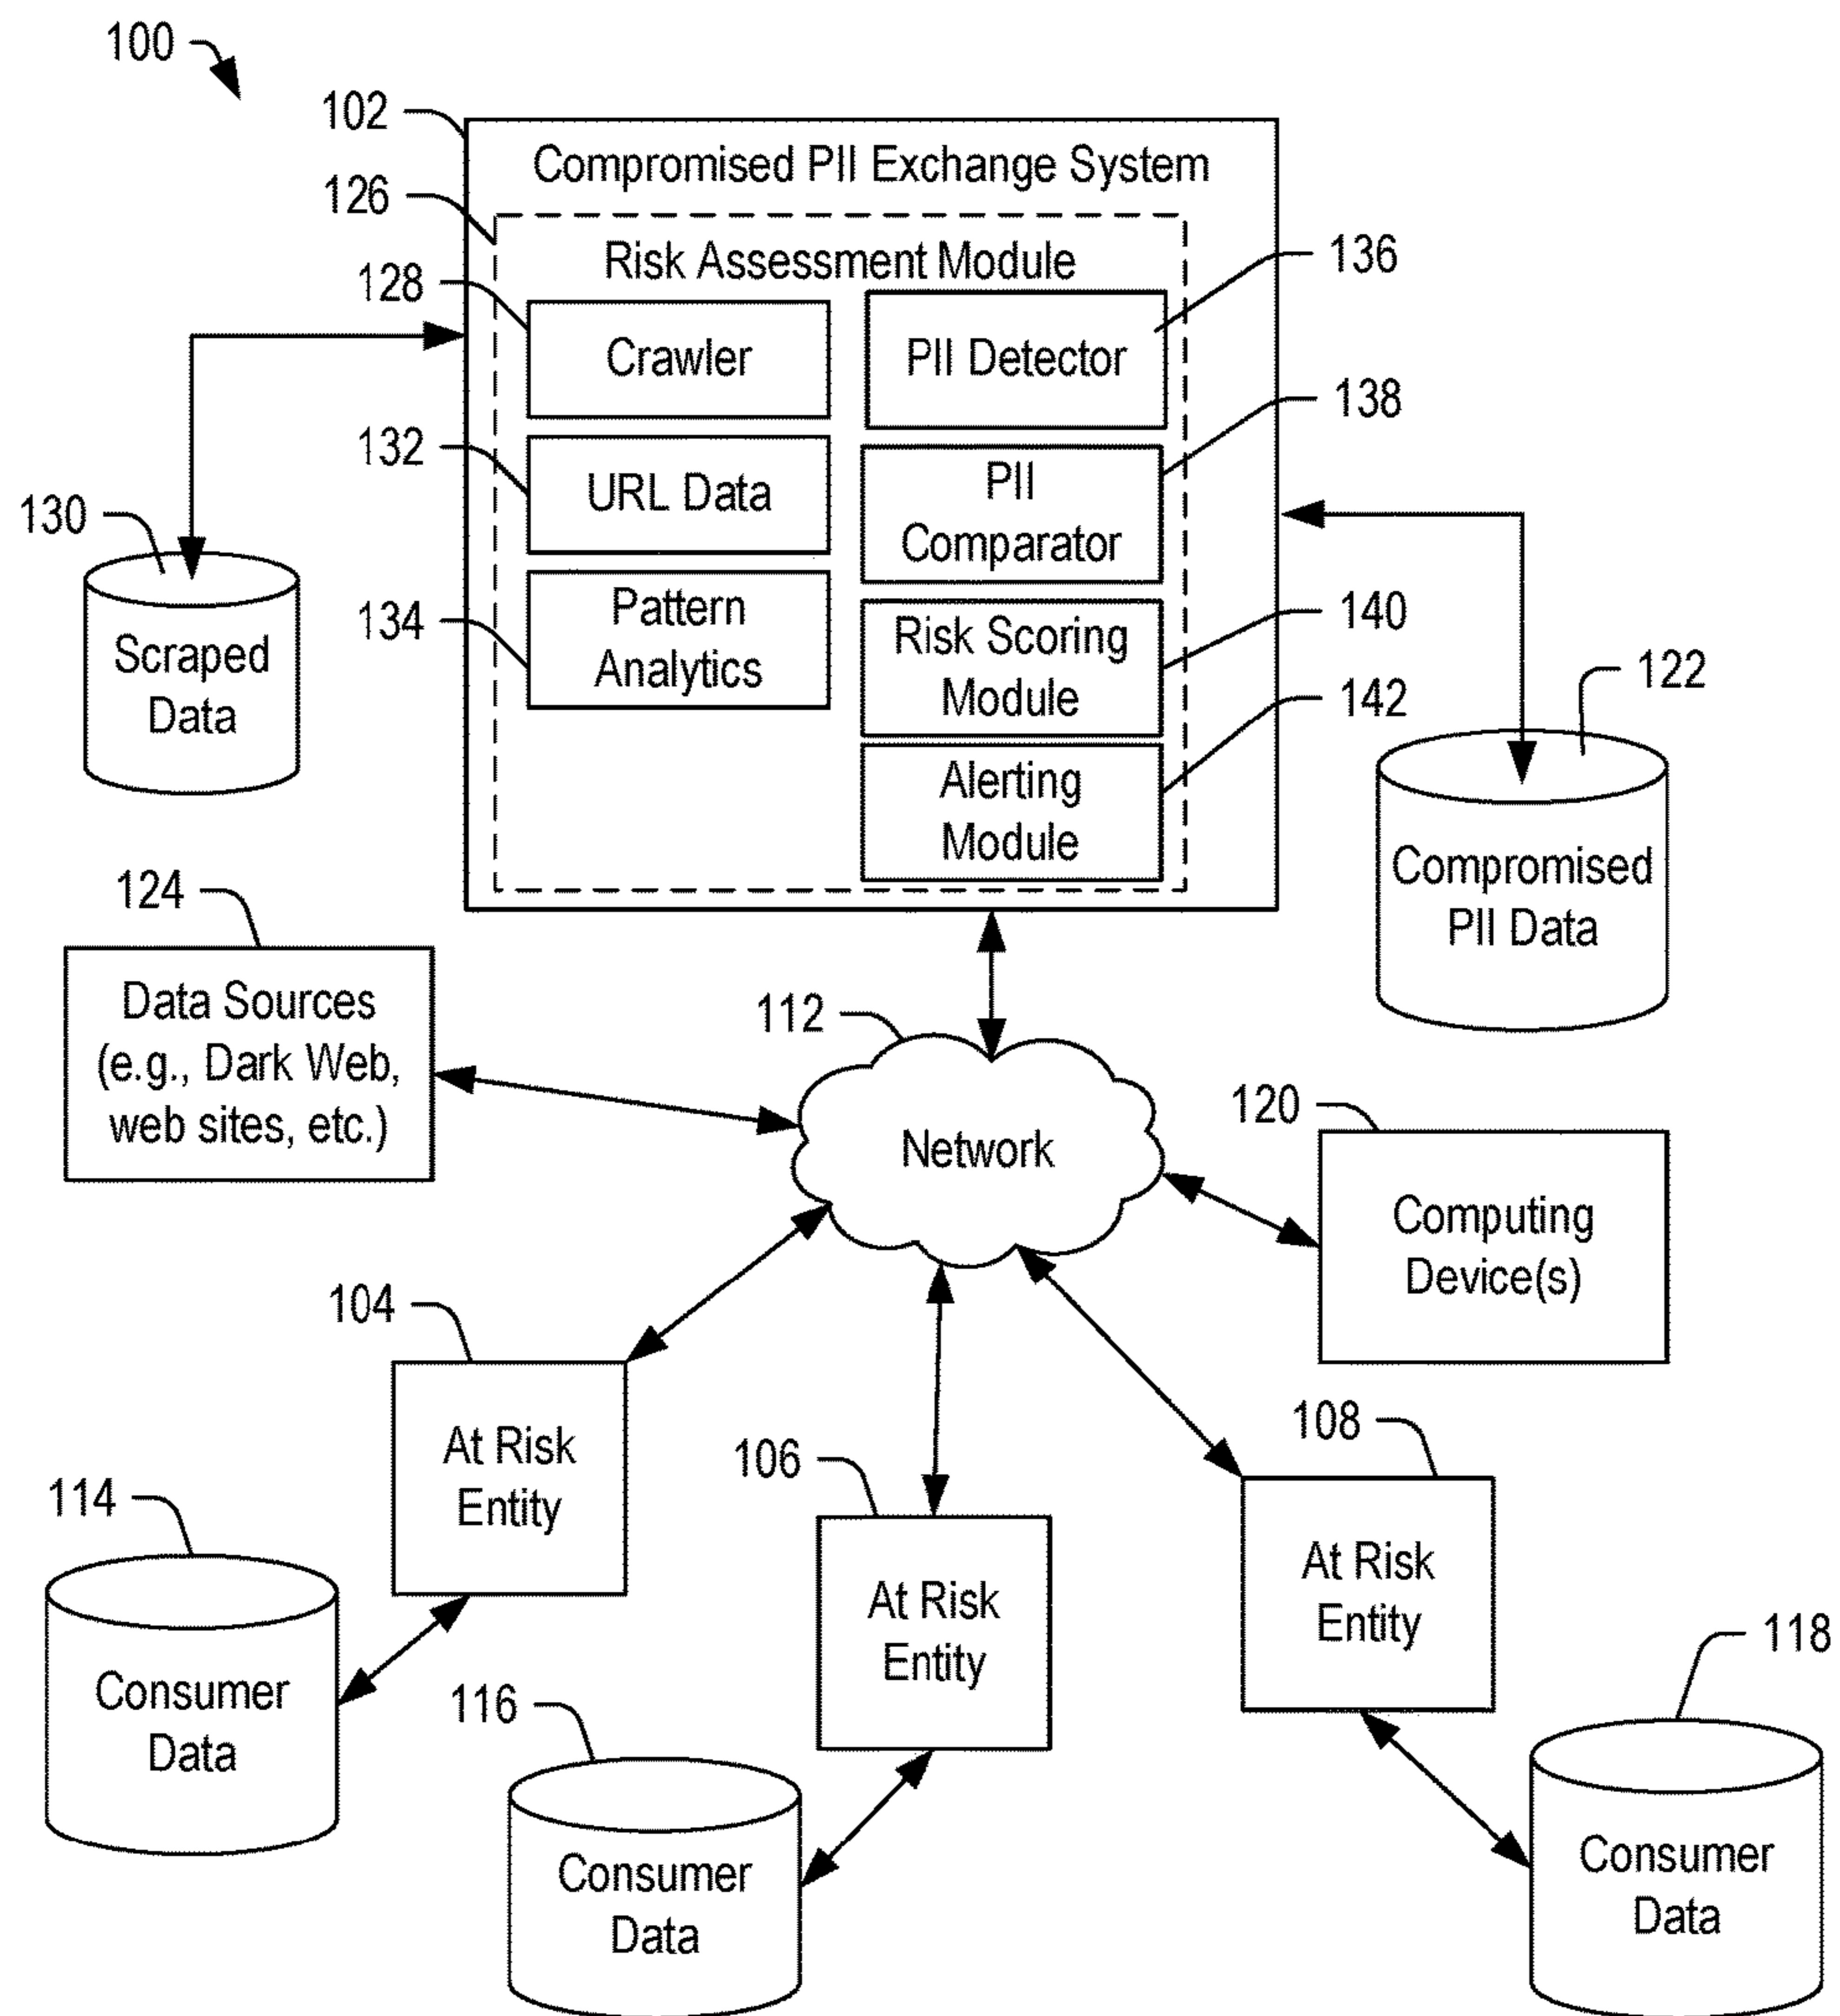 100
102
Compromised PII Exchange System
126
Risk Assessment Module
136
128
Crawler
PII Detector
138
132
URL Data
PII
Comparator
130
134
Pattern
Analytics
140
Risk Scoring
Module
Scraped
Data
122
142
Alerting
Module
Compromised
PII Data
124
Data Sources
(e.g., Dark Web,
web sites, etc.)
112
Network
120
Computing
Device(s)
104
At Risk
Entity
106
At Risk
Entity
108
At Risk
Entity
114
Consumer
Data
116
Consumer
Data
118
Consumer
Data